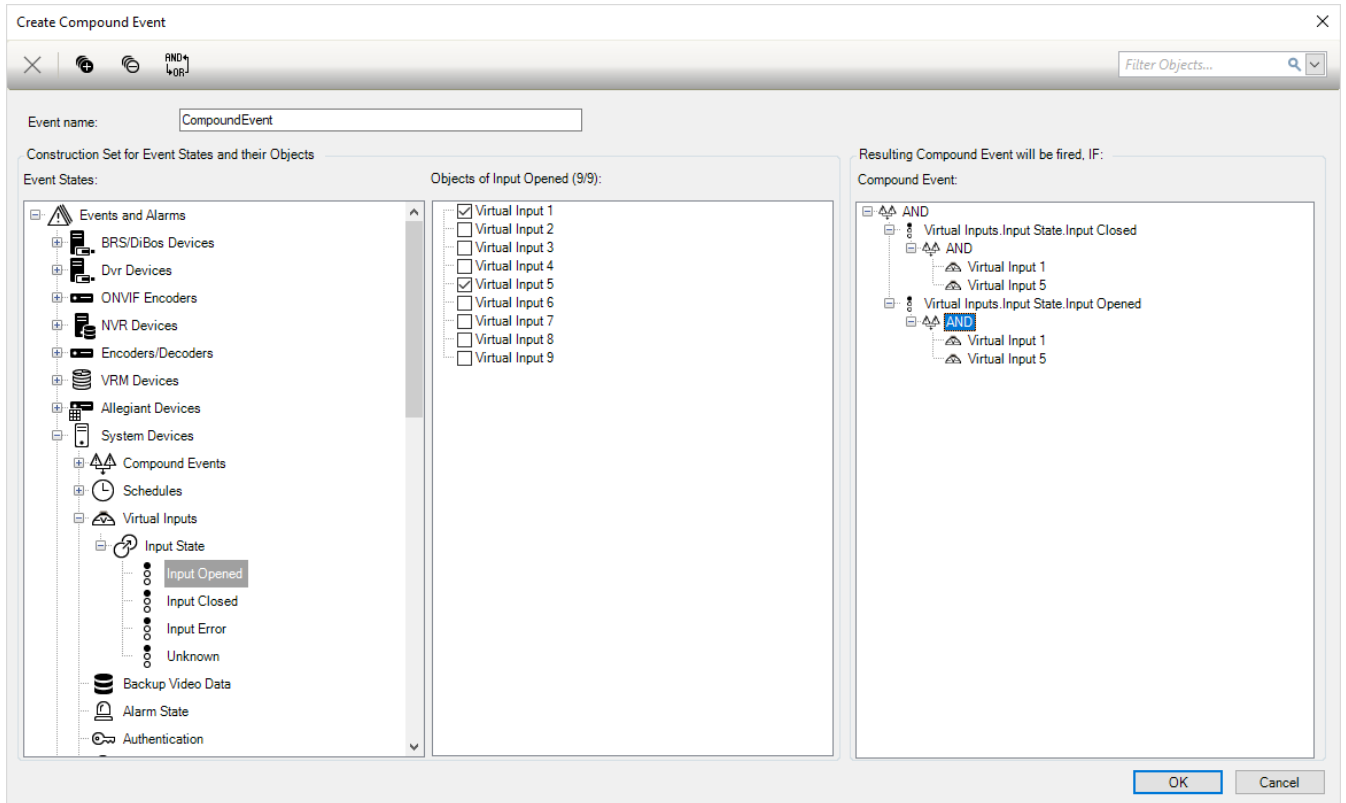 Create Compound Event
AND
OR
Filter Objects...
Event name:
CompoundEvent
Construction Set for Event States and their Objects
Event States:
Events and Alarms
BRS/DiBos Devices
Dvr Devices
ONVIF Encoders
NVR Devices
Encoders/Decoders
VRM Devices
Allegiant Devices
System Devices
Compound Events
Schedules
Virtual Inputs
Input State
Input Opened
Input Closed
Input Error
Unknown
Backup Video Data
Alarm State
Authentication
Objects of Input Opened (9/9):
Virtual Input 1
Virtual Input 2
Virtual Input 3
Virtual Input 4
Virtual Input 5
Virtual Input 6
Virtual Input 7
Virtual Input 8
Virtual Input 9
Resulting Compound Event will be fired, IF:
Compound Event:
AND
Virtual Inputs.Input State.Input Closed
AND
Virtual Input 1
Virtual Input 5
Virtual Inputs.Input State.Input Opened
AND
Virtual Input 1
Virtual Input 5
OK
Cancel